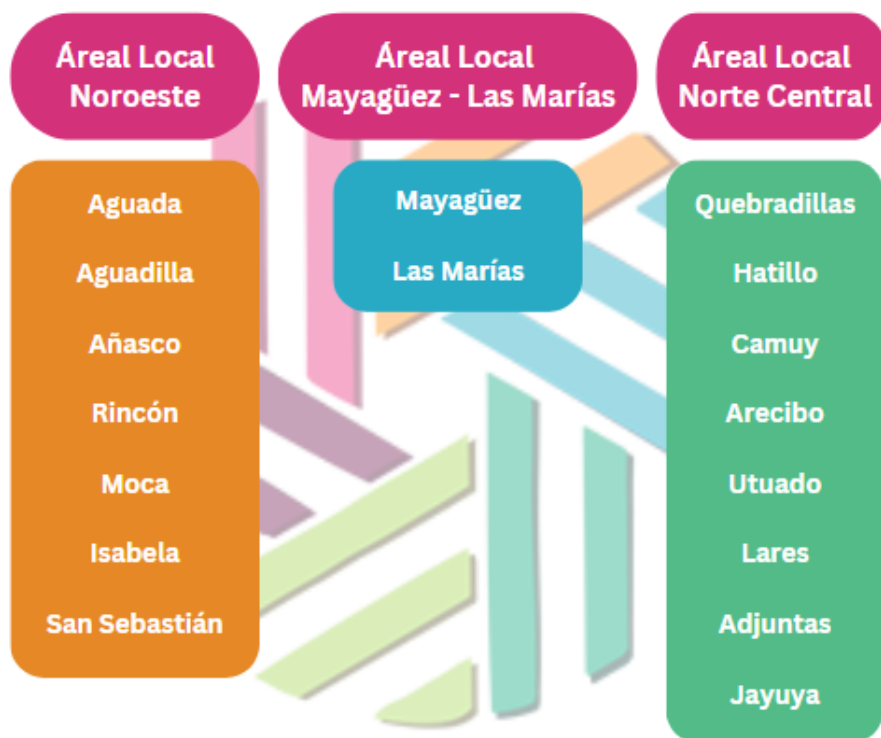 Áreal Local
Noroeste
Aguada
Aguadilla
Añasco
Rincón
Moca
Isabela
San Sebastián
Áreal Local
Mayagüez - Las Marías
Mayagüez
Las Marías
Áreal Local
Norte Central
Quebradillas
Hatillo
Camuy
Arecibo
Utuado
Lares
Adjuntas
Jayuya